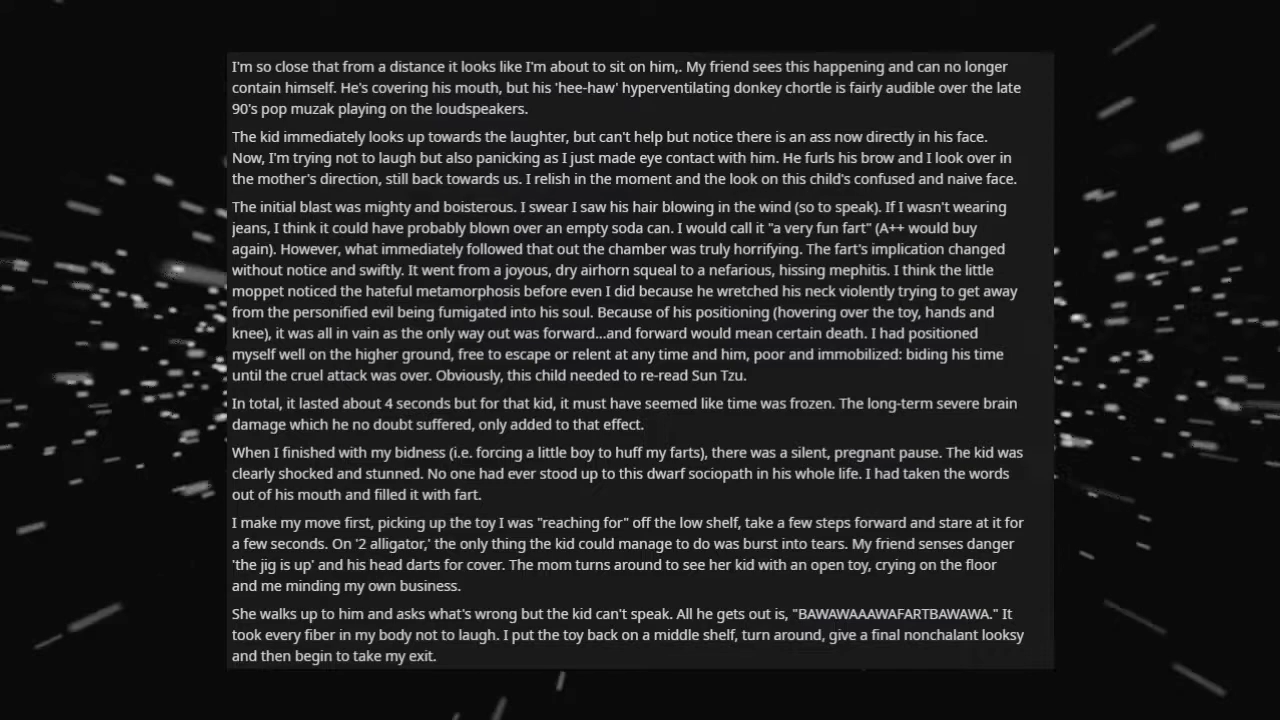 I'm so close that from a distance it looks like I'm about to sit on him,. My friend sees this happening and can no longer
contain himself. He's covering his mouth, but his 'hee-haw' hyperventilating donkey chortle is fairly audible over the late
90's pop muzak playing on the loudspeakers.
The kid immediately looks up towards the laughter, but can't help but notice there is an ass now directly in his face.
Now, I'm trying not to laugh but also panicking as I just made eye contact with him. He furls his brow and I look over in
the mother's direction, still back towards us. I relish in the moment and the look on this child's confused and naive face.
The initial blast was mighty and boisterous. I swear I saw his hair blowing in the wind (so to speak). If I wasn't wearing
jeans, I think it could have probably blown over an empty soda can. I would call it "a very fun fart" (A++ would buy
again). However, what immediately followed that out the chamber was truly horrifying. The fart's implication changed
without notice and swiftly. It went from a joyous, dry airhorn squeal to a nefarious, hissing mephitis. I think the little
moppet noticed the hateful metamorphosis before even I did because he wretched his neck violently trying to get away
from the personified evil being fumigated into his soul. Because of his positioning (hovering over the toy, hands and
knee), it was all in vain as the only way out was forward...and forward would mean certain death. I had positioned
myself well on the higher ground, free to escape or relent at any time and him, poor and immobilized: biding his time
until the cruel attack was over. Obviously, this child needed to re-read Sun Tzu.
In total, it lasted about 4 seconds but for that kid, it must have seemed like time was frozen. The long-term severe brain
damage which he no doubt suffered, only added to that effect.
When I finished with my bidness (i.e. forcing a little boy to huff my farts), there was a silent, pregnant pause. The kid was
clearly shocked and stunned. No one had ever stood up to this dwarf sociopath in his whole life. I had taken the words
out of his mouth and filled it with fart.
I make my move first, picking up the toy I was "reaching for" off the low shelf, take a few steps forward and stare at it for
a few seconds. On '2 alligator,' the only thing the kid could manage to do was burst into tears. My friend senses danger
'the jig is up' and his head darts for cover. The mom turns around to see her kid with an open toy, crying on the floor
and me minding my own business.
She walks up to him and asks what's wrong but the kid can't speak. All he gets out is, "BAWAWAAAWAFARTBAWAWA." It
took every fiber in my body not to laugh. I put the toy back on a middle shelf, turn around, give a final nonchalant looksy
and then begin to take my exit.